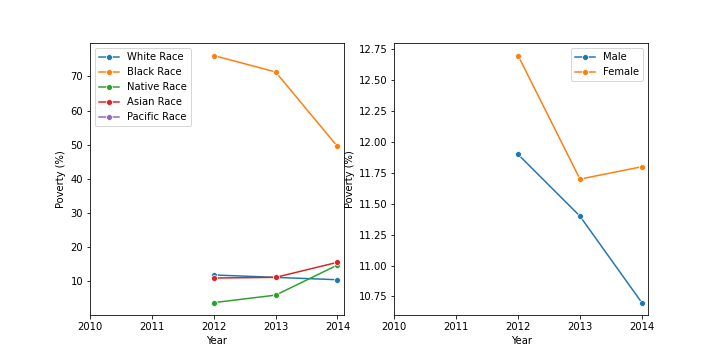 White Race
Black Race
Native Race
Asian Race
Pacific Race
70
60
50
40
30
20
10
Poverty (%)
2010 2011 2012 2013 2014
Year
Male
Female
12.75
12.50
12.25
12.00
11.75
11.50
11.25
11.00
10.75
Poverty (%)
2010 2011 2012 2013 2014
Year